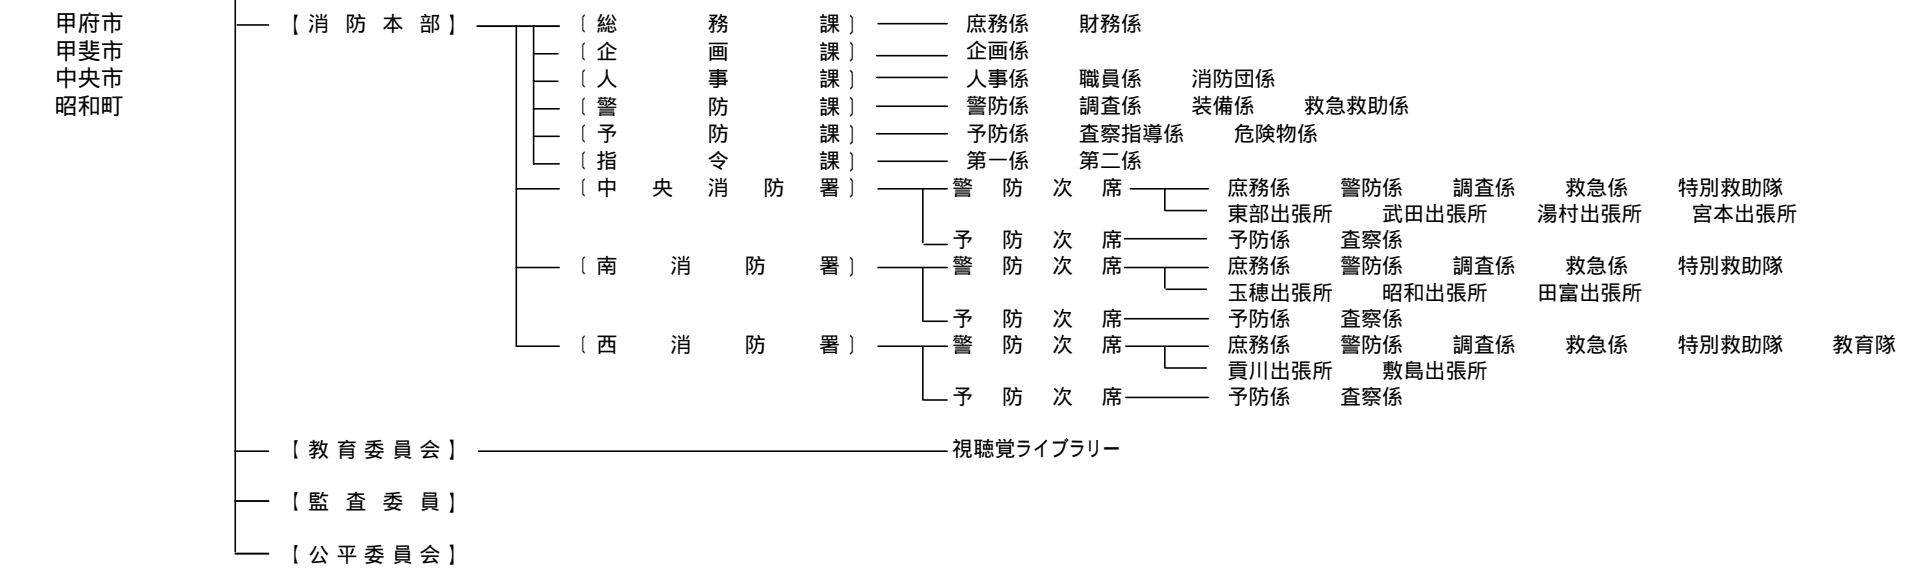 甲府市 【消防本部】 〔総務課〕 庶務係 財務係
甲斐市 〔企画課〕 企画係
中央市 〔人事課〕 人事係 職員係 消防団係
昭和町 〔警防課〕 警防係 調査係 装備係 救急救助係
〔予防課〕 予防係 査察指導係 危険物係
〔指令課〕 第一係 第二係
〔中央消防署〕 警防次席 庶務係 警防係 調査係 救急係 特別救助隊
東部出張所 武田出張所 湯村出張所 宮本出張所
予防次席 予防係 査察係
〔南消防署〕 警防次席 庶務係 警防係 調査係 救急係 特別救助隊
玉穂出張所 昭和出張所 田富出張所
予防次席 予防係 査察係
〔西消防署〕 警防次席 庶務係 警防係 調査係 救急係 特別救助隊 教育隊
貢川出張所 敷島出張所
予防次席 予防係 査察係
【教育委員会】 視聴覚ライブラリー
【監査委員】
【公平委員会】